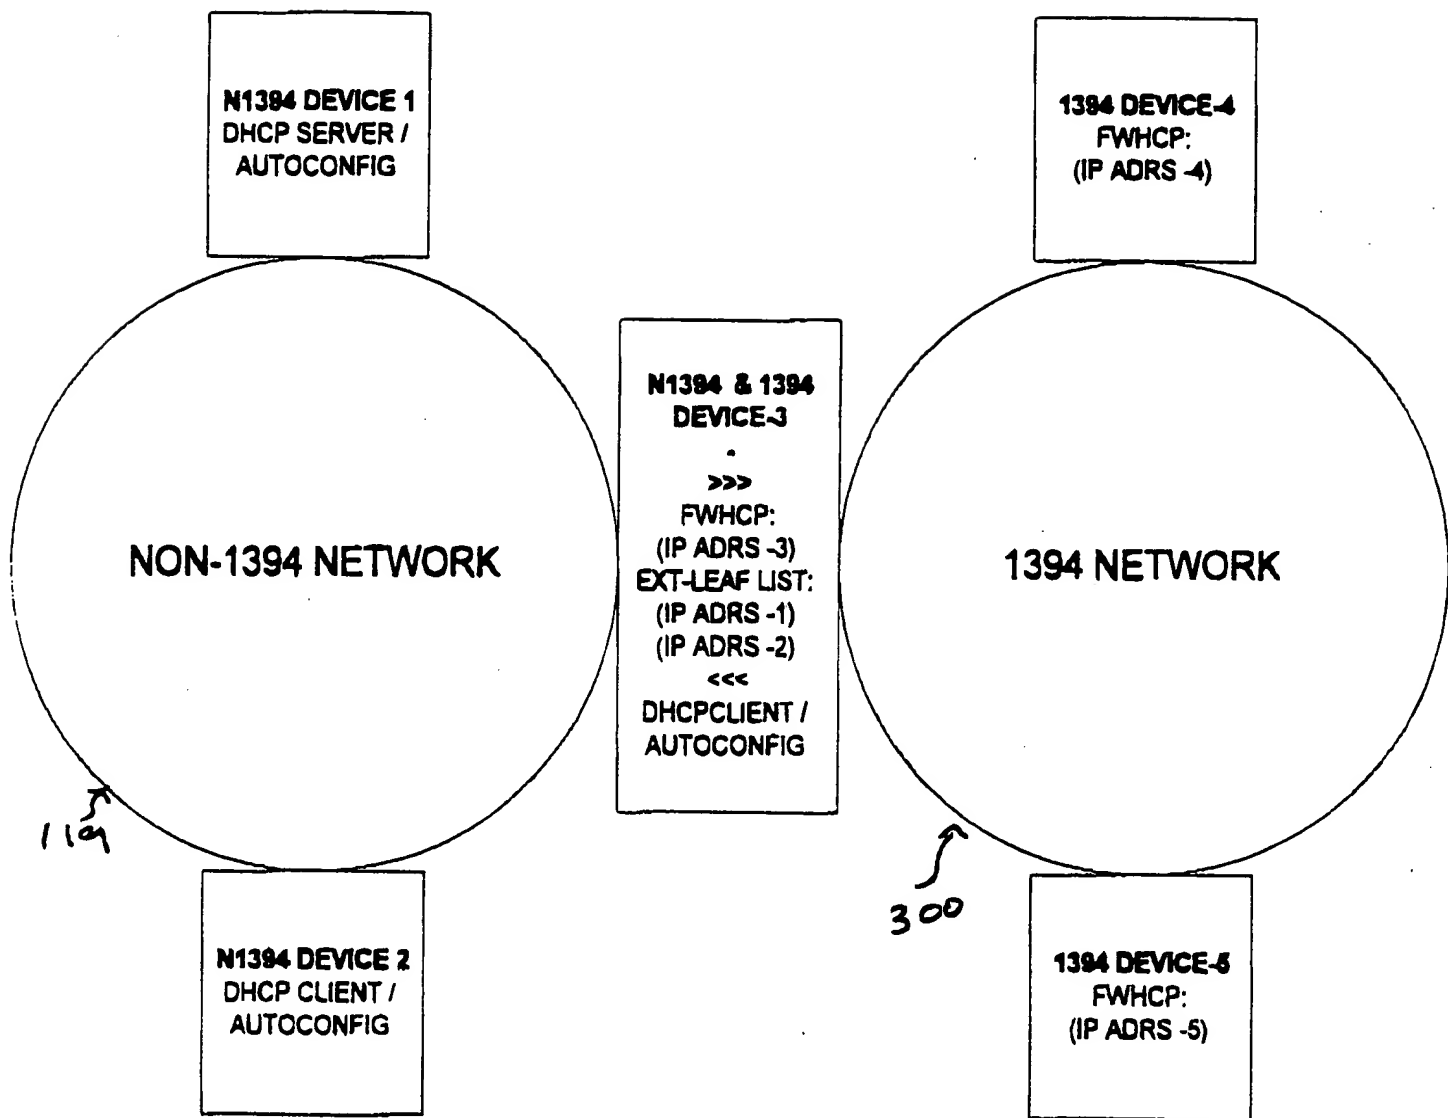 N1394 DEVICE 1
DHCP SERVER /
AUTOCONFIG
1394 DEVICE-4
FWHCP:
(IP ADRS -4)
N1394 & 1394
DEVICE-3
>>>
FWHCP:
(IP ADRS -3)
EXT-LEAF LIST:
(IP ADRS -1)
(IP ADRS -2)
<<<
DHCPCLIENT /
AUTOCONFIG
NON-1394 NETWORK
1394 NETWORK
119
300
N1394 DEVICE 2
DHCP CLIENT /
AUTOCONFIG
1394 DEVICE-5
FWHCP:
(IP ADRS -5)